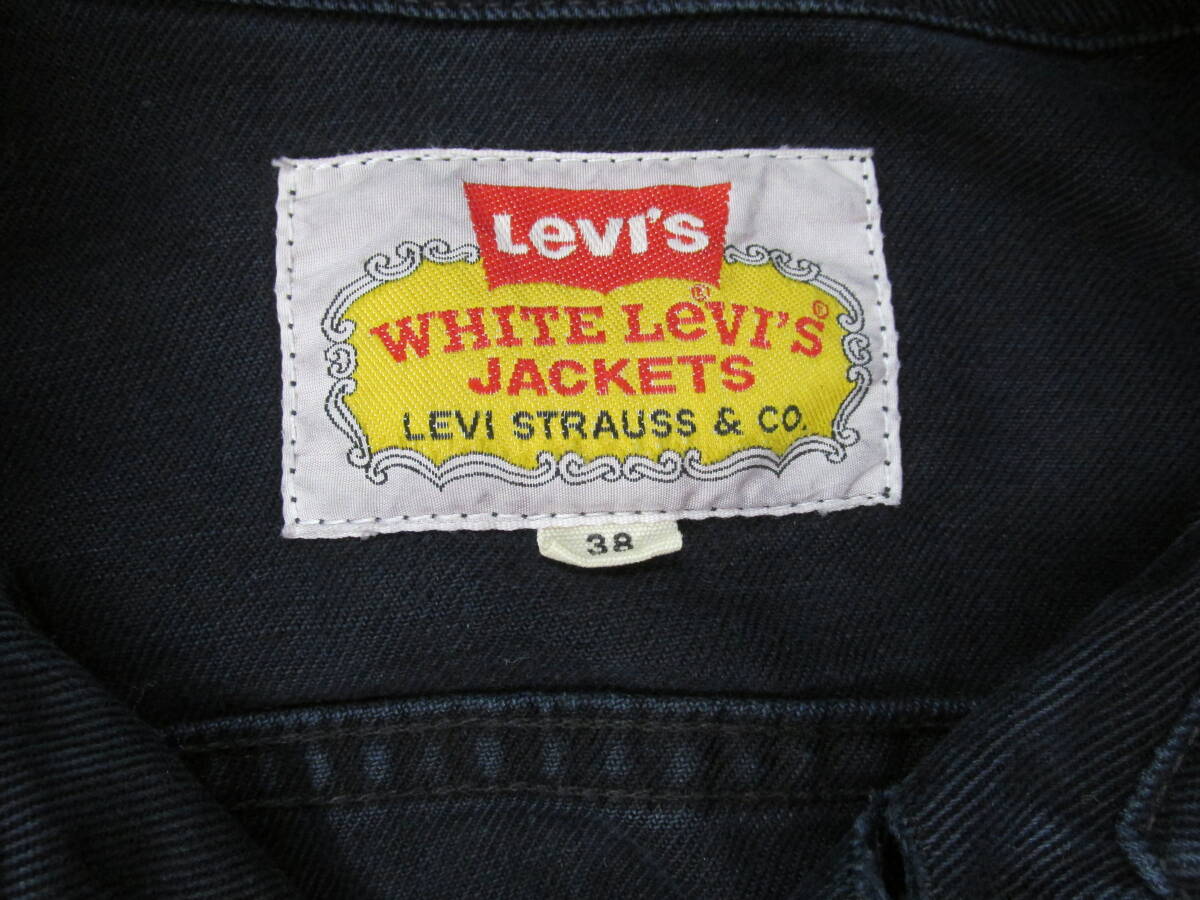 Levi's
WHITE LeVI'S®
JACKETS
LEVI STRAUSS & CO.
38